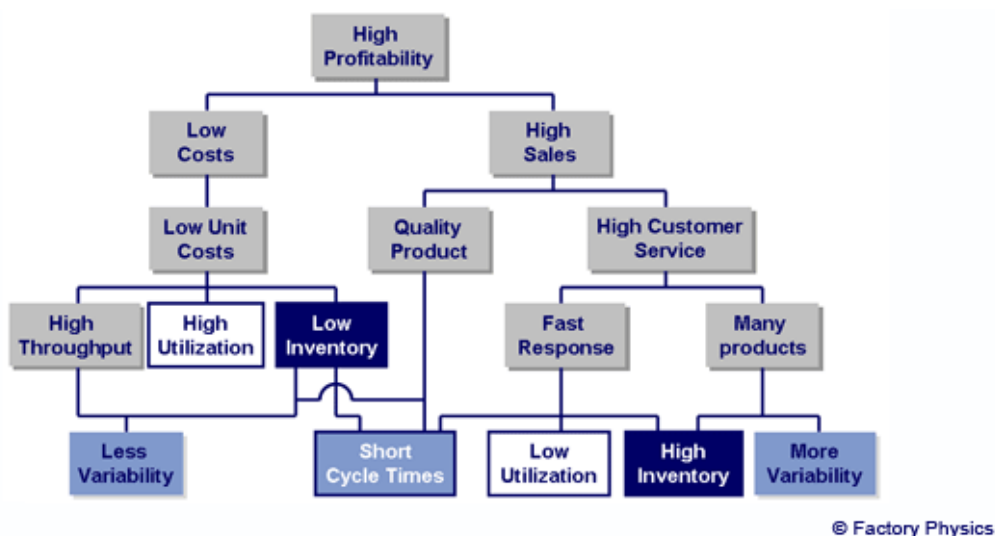 High
Profitability
Low
Costs
High
Sales
Low Unit
Costs
Quality
Product
High Customer
Service
High
Throughput
High
Utilization
Low
Inventory
Fast
Response
Many
products
Less
Variability
Short
Cycle Times
Low
Utilization
High
Inventory
More
Variability
© Factory Physics